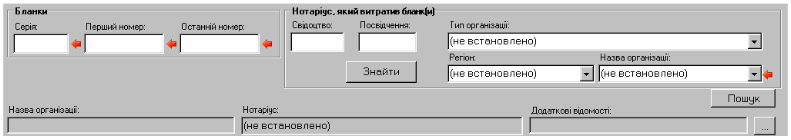 Бланки
Серія: Перший номер: Останній номер:
Нотаріус, який витратив бланк(и)
Свідоцтво: Посвідчення: Тип організації:
(не встановлено)
Знайти
Регіон: Назва організації:
(не встановлено) (не встановлено)
Пошук
Назва організації: Нотаріус: Додаткові відомості:
(не встановлено) ...